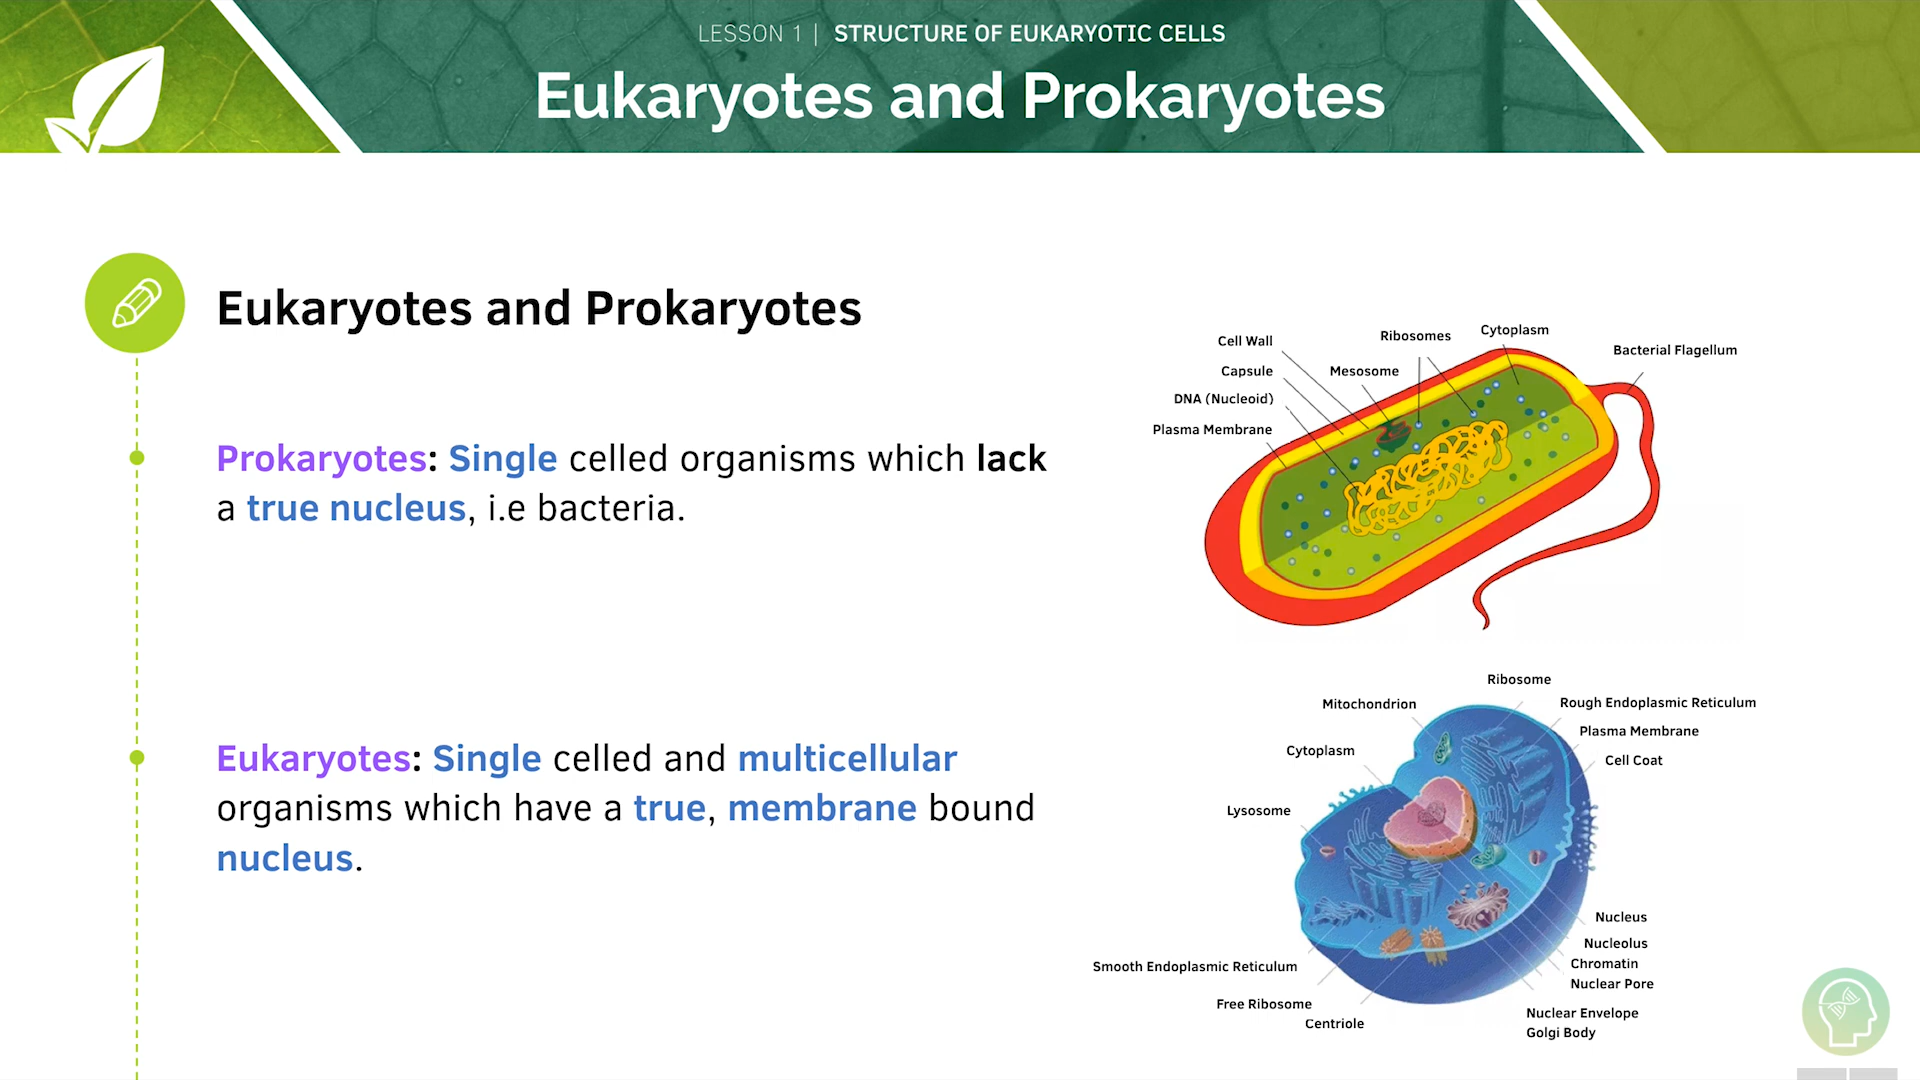 LESSON 1 | STRUCTURE OF EUKARYOTIC CELLS
Eukaryotes and Prokaryotes
Eukaryotes and Prokaryotes
Prokaryotes: Single celled organisms which lack
a true nucleus, i.e bacteria.
Eukaryotes: Single celled and multicellular
organisms which have a true, membrane bound
nucleus.
Cell Wall
Capsule
DNA (Nucleoid)
Plasma Membrane
Mesosome
Ribosomes
Cytoplasm
Bacterial Flagellum
Ribosome
Mitochondrion
Rough Endoplasmic Reticulum
Plasma Membrane
Cytoplasm
Cell Coat
Lysosome
Nucleus
Nucleolus
Chromatin
Nuclear Pore
Smooth Endoplasmic Reticulum
Free Ribosome
Centriole
Nuclear Envelope
Golgi Body